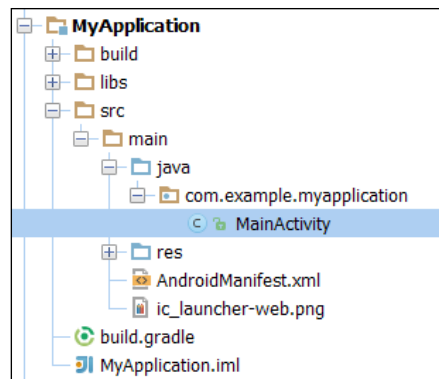 MyApplication
build
libs
src
main
java
com.example.myapplication
C MainActivity
res
AndroidManifest.xml
ic_launcher-web.png
build.gradle
MyApplication.iml